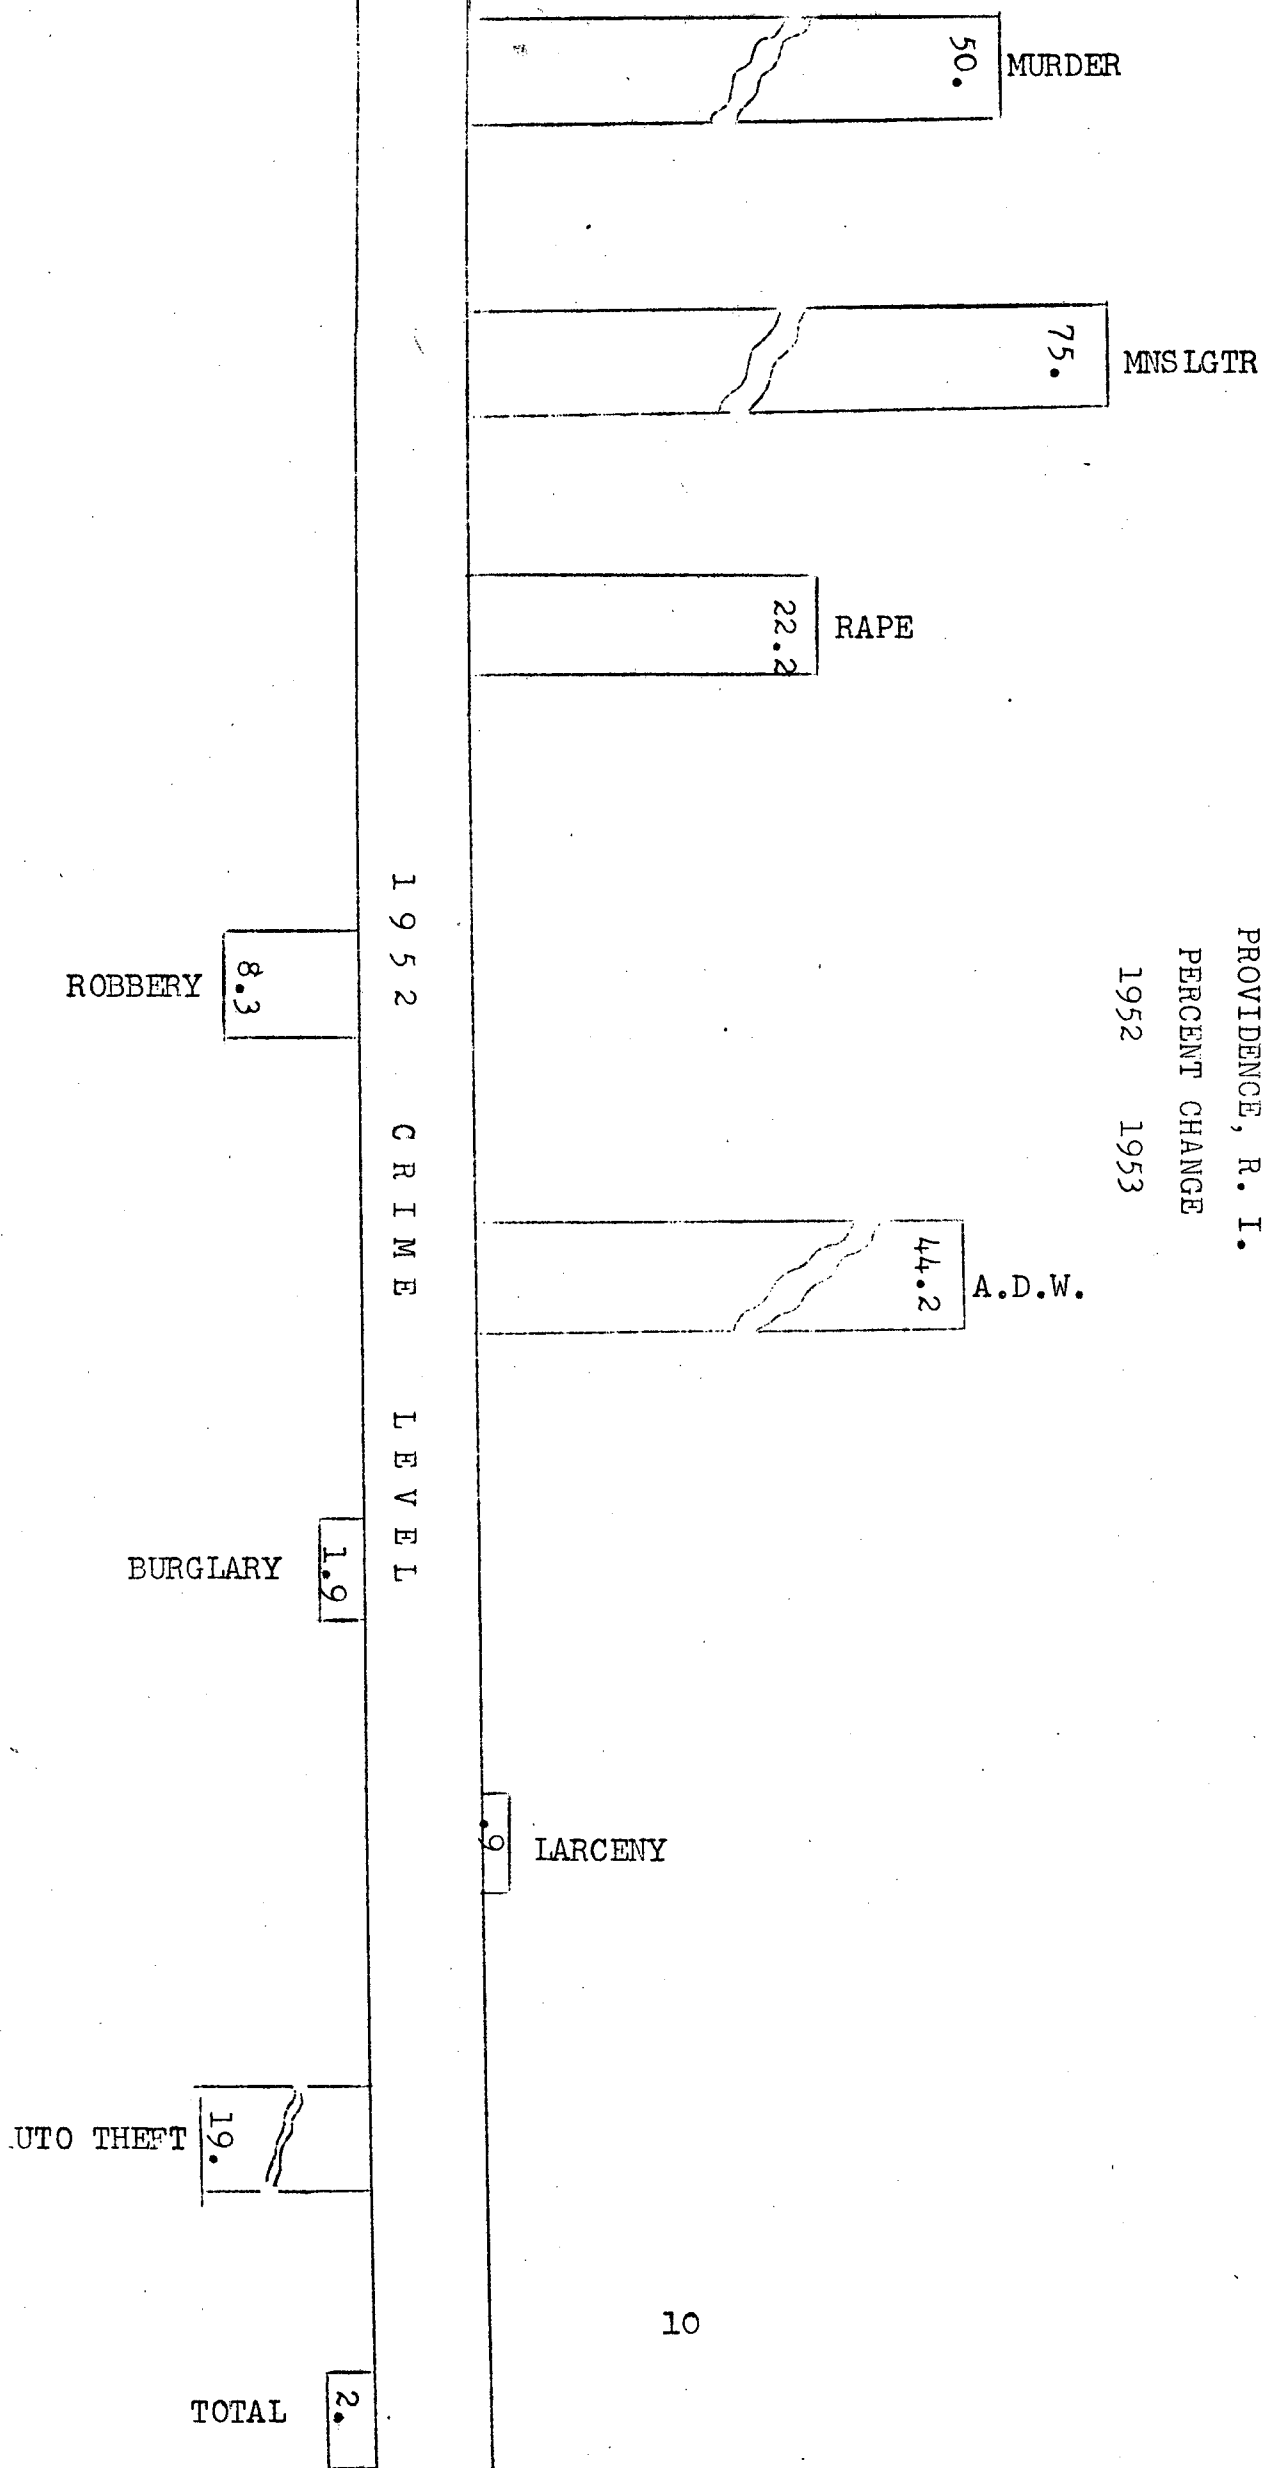 PROVIDENCE, R. I.
PERCENT CHANGE
1952 1953
MURDER
50.
MNSLGTR
75.
RAPE
22.2
ROBBERY
8.3
A.D.W.
44.2
1952 CRIME LEVEL
BURGLARY
1.9
LARCENY
.9
UTO THEFT
19.
TOTAL
2.
10